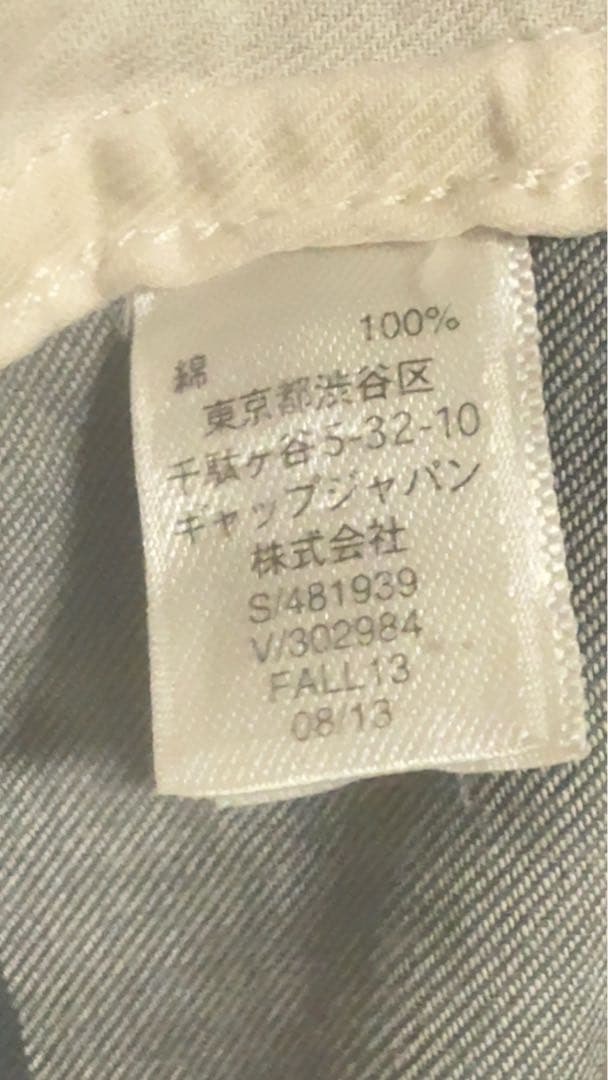 綿 100%
東京都渋谷区
千駄ケ谷5-32-10
ギャップジャパン
株式会社
S/481939
V/302984
FALL13
08/13